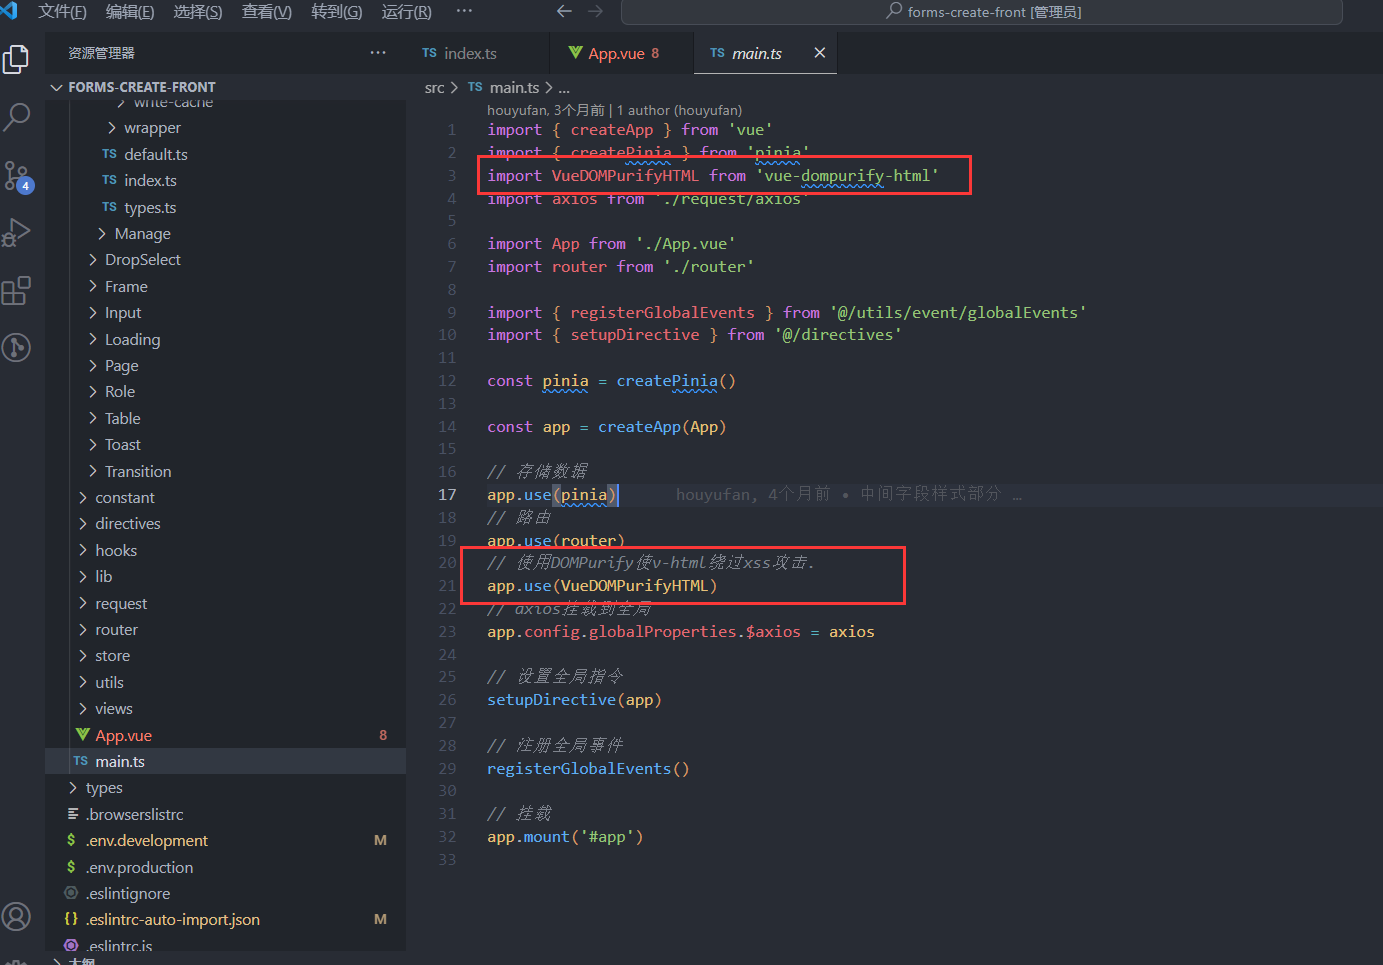 文件(F) 编辑(E) 选择(S) 查看(V) 转到(G) 运行(R) ··· forms-create-front [管理员]
资源管理器 ···
TS index.ts App.vue 8 TS main.ts
FORMS-CREATE-FRONT
write-cache
wrapper
TS default.ts
TS index.ts
TS types.ts
Manage
DropSelect
Frame
Input
Loading
Page
Role
Table
Toast
Transition
constant
directives
hooks
lib
request
router
store
utils
views
App.vue 8
TS main.ts
types
.browserslistrc
$ .env.development M
$ .env.production
.eslintignore
{} .eslintrc-auto-import.json M
.eslintrc.js
大纲
4
src > TS main.ts > ...
houyufan, 3个月前 | 1 author (houyufan)
1 import { createApp } from 'vue'
2 import { createPinia } from 'pinia'
3 import VueDOMPurifyHTML from 'vue-dompurify-html'
4 import axios from './request/axios'
5
6 import App from './App.vue'
7 import router from './router'
8
9 import { registerGlobalEvents } from '@/utils/event/globalEvents'
10 import { setupDirective } from '@/directives'
11
12 const pinia = createPinia()
13
14 const app = createApp(App)
15
16 // 存储数据
17 app.use(pinia) houyufan, 4个月前 • 中间字段样式部分 …
18 // 路由
19 app.use(router)
20 // 使用DOMPurify使v-html绕过xss攻击.
21 app.use(VueDOMPurifyHTML)
22 // axios挂载到全局
23 app.config.globalProperties.$axios = axios
24
25 // 设置全局指令
26 setupDirective(app)
27
28 // 注册全局事件
29 registerGlobalEvents()
30
31 // 挂载
32 app.mount('#app')
33